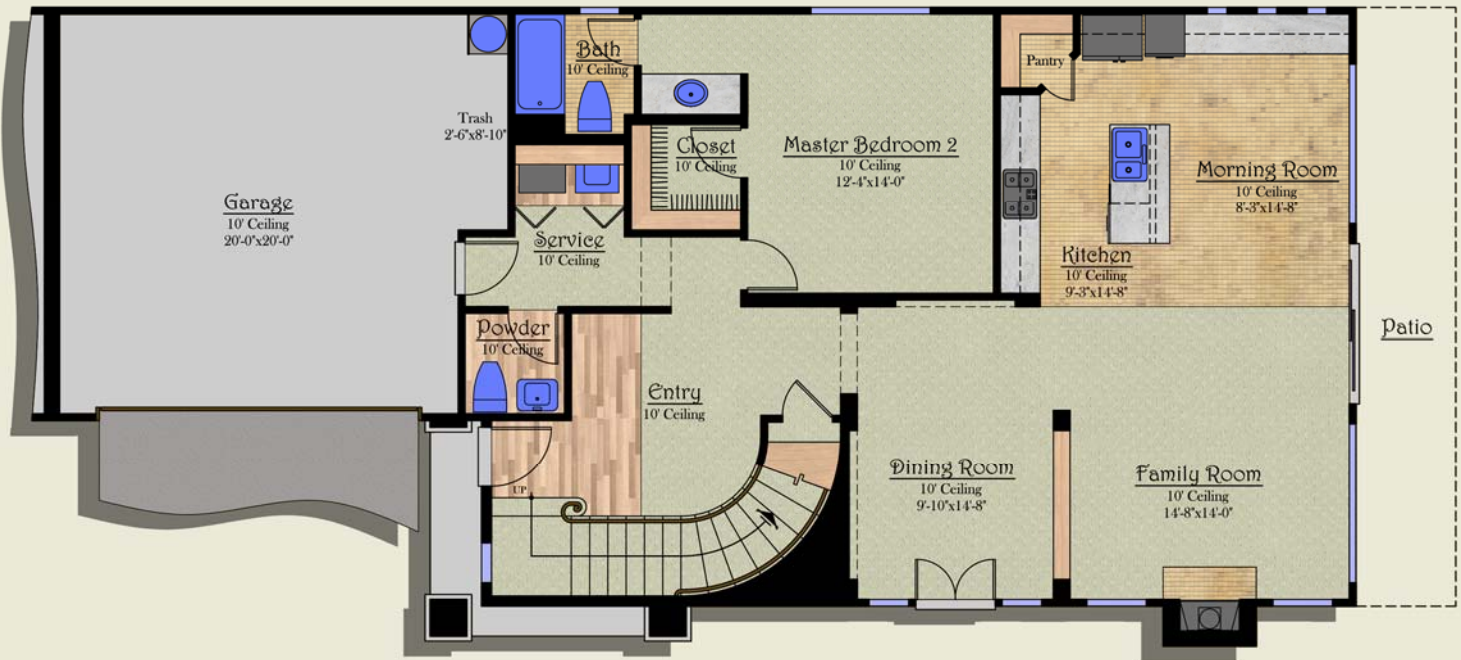 Bath
10' Ceiling
Pantry
Trash
2'-6"x8'-10"
Closet
10' Ceiling
Master Bedroom 2
10' Ceiling
12'-4"x14'-0"
Morning Room
10' Ceiling
8'-3"x14'-8"
Garage
10' Ceiling
20'-0"x20'-0"
Service
10' Ceiling
Kitchen
10' Ceiling
9'-3"x14'-8"
Patio
Powder
10' Ceiling
Entry
10' Ceiling
Dining Room
10' Ceiling
9'-10"x14'-8"
Family Room
10' Ceiling
14'-8"x14'-0"
UP